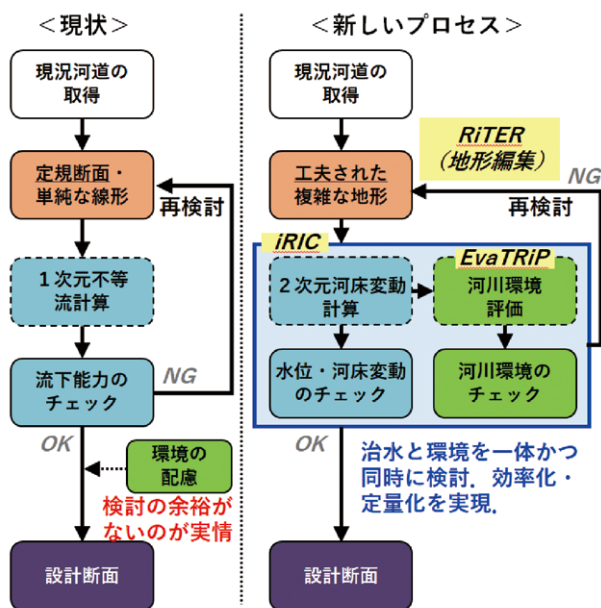 ＜現状＞
現況河道の
取得
定規断面・
単純な線形
再検討
１次元不等
流計算
流下能力の
チェック
NG
OK
環境の
配慮
検討の余裕が
ないのが実情
設計断面
＜新しいプロセス＞
現況河道の
取得
RiTER
（地形編集）
工夫された
複雑な地形
NG
再検討
iRIC
EvaTRiP
２次元河床変動
計算
河川環境
評価
水位・河床変動
のチェック
河川環境の
チェック
OK
治水と環境を一体かつ
同時に検討．効率化・
定量化を実現．
設計断面